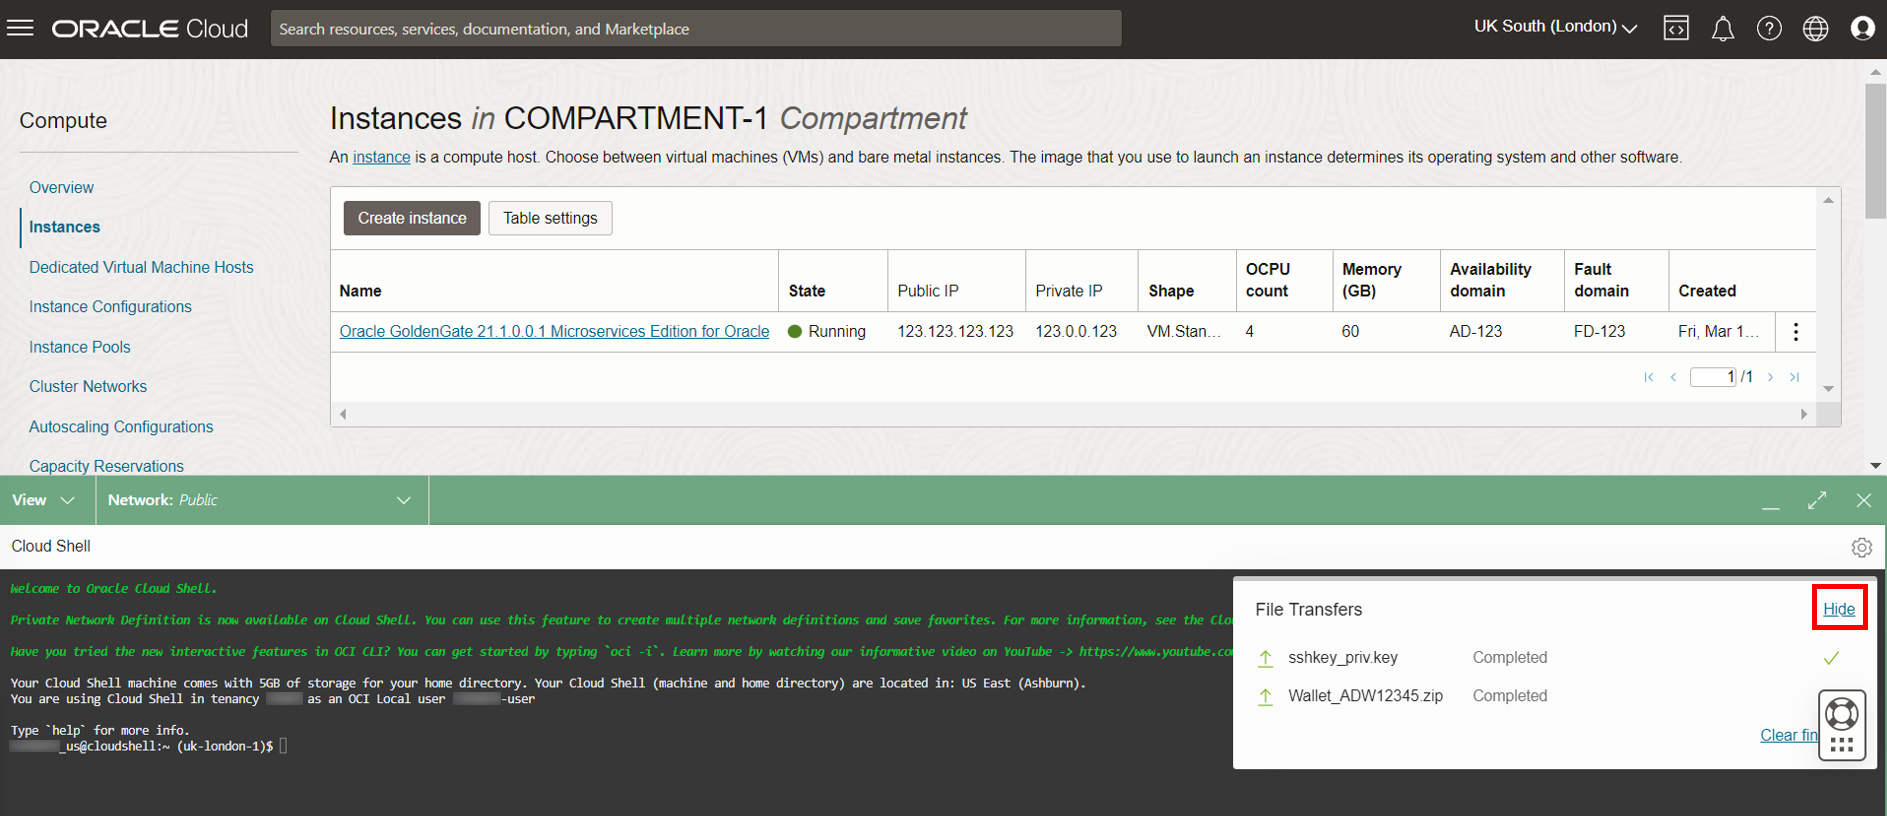 ORACLE Cloud
Search resources, services, documentation, and Marketplace
UK South (London)
Compute
Overview
Instances
Dedicated Virtual Machine Hosts
Instance Configurations
Instance Pools
Cluster Networks
Autoscaling Configurations
Capacity Reservations
Instances in COMPARTMENT-1 Compartment
An instance is a compute host. Choose between virtual machines (VMs) and bare metal instances. The image that you use to launch an instance determines its operating system and other software.
Create instance Table settings
Name State Public IP Private IP Shape OCPU count Memory (GB) Availability domain Fault domain Created
Oracle GoldenGate 21.1.0.0.1 Microservices Edition for Oracle Running 123.123.123.123 123.0.0.123 VM.Stan... 4 60 AD-123 FD-123 Fri, Mar 1...
1 /1
View Network: Public
Cloud Shell
Welcome to Oracle Cloud Shell.
Private Network Definition is now available on Cloud Shell. You can use this feature to create multiple network definitions and save favorites. For more information, see the Clo
Have you tried the new interactive features in OCI CLI? You can get started by typing `oci -i`. Learn more by watching our informative video on YouTube -> https://www.youtube.co
Your Cloud Shell machine comes with 5GB of storage for your home directory. Your Cloud Shell (machine and home directory) are located in: US East (Ashburn).
You are using Cloud Shell in tenancy as an OCI Local user -user
Type `help` for more info.
_us@cloudshell:~ (uk-london-1)$
File Transfers Hide
sshkey_priv.key Completed
Wallet_ADW12345.zip Completed
Clear fin